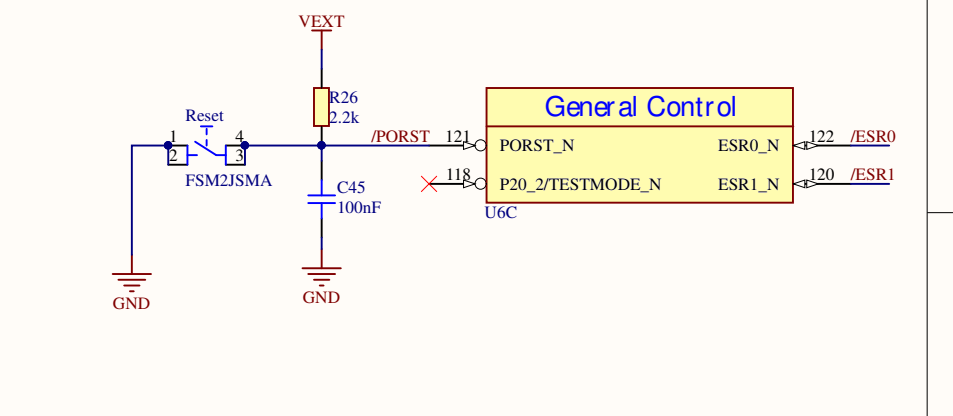 VEXT
R26
2.2k
General Control
Reset
1
4
2
3
FSM2JSMA
/PORST
121
PORST_N
ESR0_N
122
/ESR0
118
P20_2/TESTMODE_N
ESR1_N
120
/ESR1
C45
100nF
U6C
GND
GND